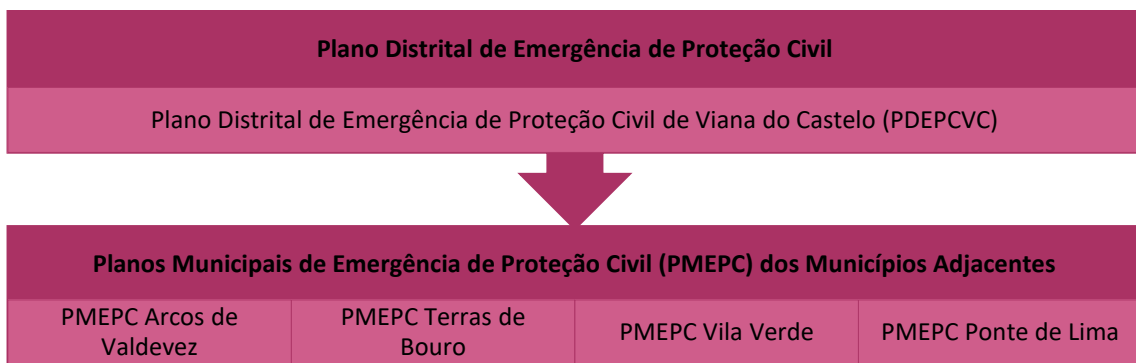 Plano Distrital de Emergência de Proteção Civil
Plano Distrital de Emergência de Proteção Civil de Viana do Castelo (PDEPCVC)
Planos Municipais de Emergência de Proteção Civil (PMEPC) dos Municípios Adjacentes
PMEPC Arcos de
Valdevez
PMEPC Terras de
Bouro
PMEPC Vila Verde
PMEPC Ponte de Lima